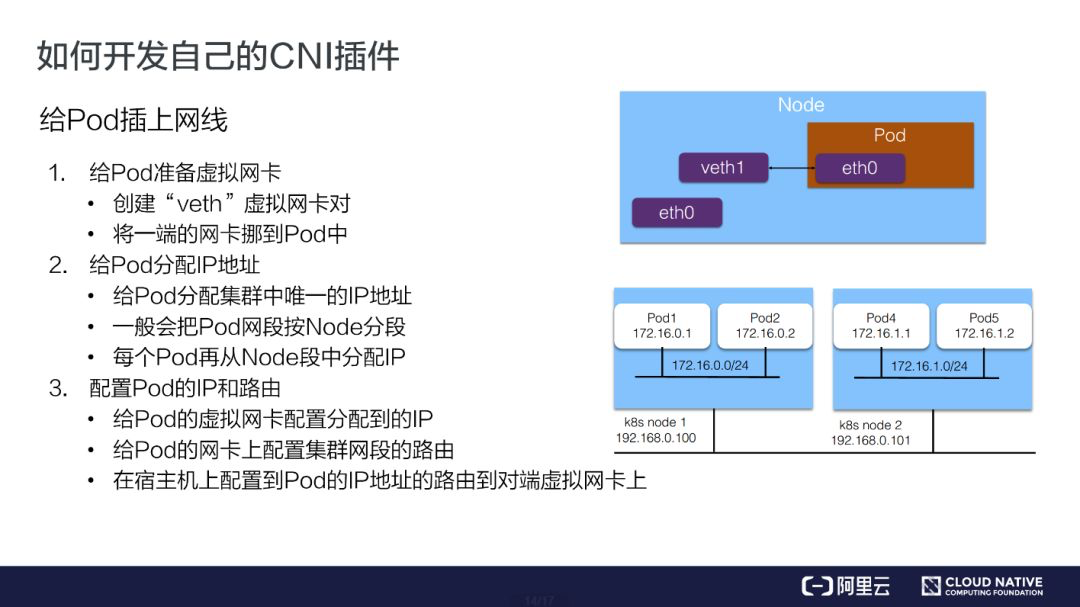 如何开发自己的CNI插件
给Pod插上网线
1. 给Pod准备虚拟网卡
• 创建“veth”虚拟网卡对
• 将一端的网卡挪到Pod中
2. 给Pod分配IP地址
• 给Pod分配集群中唯一的IP地址
• 一般会把Pod网段按Node分段
• 每个Pod再从Node段中分配IP
3. 配置Pod的IP和路由
• 给Pod的虚拟网卡配置分配到的IP
• 给Pod的网卡上配置集群网段的路由
• 在宿主机上配置到Pod的IP地址的路由到对端虚拟网卡上
Node
Pod
veth1
eth0
eth0
Pod1
172.16.0.1
Pod2
172.16.0.2
172.16.0.0/24
k8s node 1
192.168.0.100
Pod4
172.16.1.1
Pod5
172.16.1.2
172.16.1.0/24
k8s node 2
192.168.0.101
14/17
阿里云
CLOUD NATIVE
COMPUTING FOUNDATION